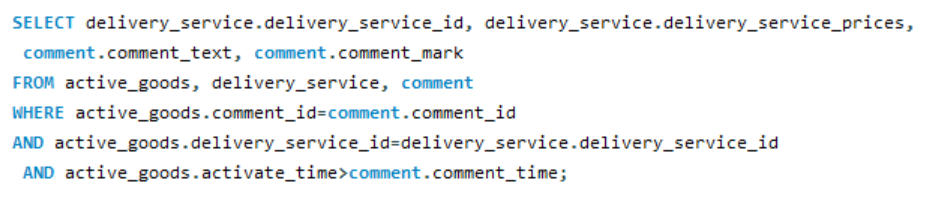 SELECT delivery_service.delivery_service_id, delivery_service.delivery_service_prices,
comment.comment_text, comment.comment_mark
FROM active_goods, delivery_service, comment
WHERE active_goods.comment_id=comment.comment_id
AND active_goods.delivery_service_id=delivery_service.delivery_service_id
AND active_goods.activate_time>comment.comment_time;